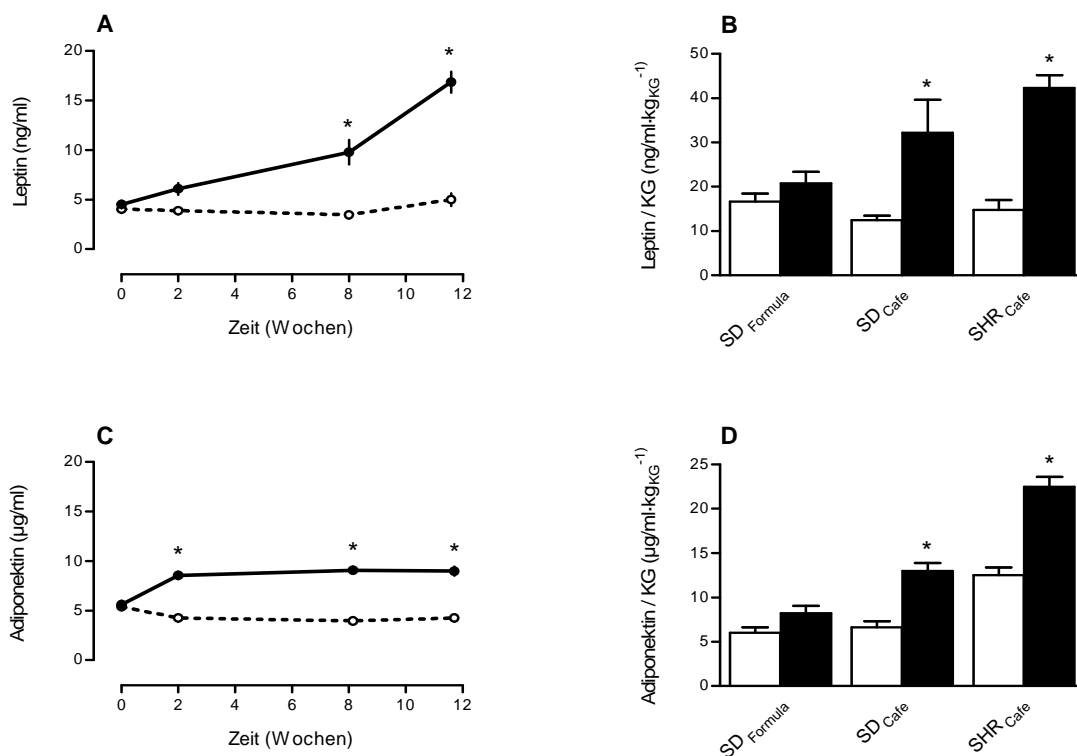 A
Leptin (ng/ml)
20
15
10
5
0
*
*
0 2 4 6 8 10 12
Zeit (Wochen)
B
Leptin / KG (ng/ml·kg_KG⁻¹)
50
40
30
20
10
0
*
*
SD Formula
SD Cafe
SHR Cafe
C
Adiponektin (µg/ml)
20
15
10
5
0
* * *
0 2 4 6 8 10 12
Zeit (Wochen)
D
Adiponektin / KG (µg/ml·kg_KG⁻¹)
25
20
15
10
5
0
*
*
SD Formula
SD Cafe
SHR Cafe